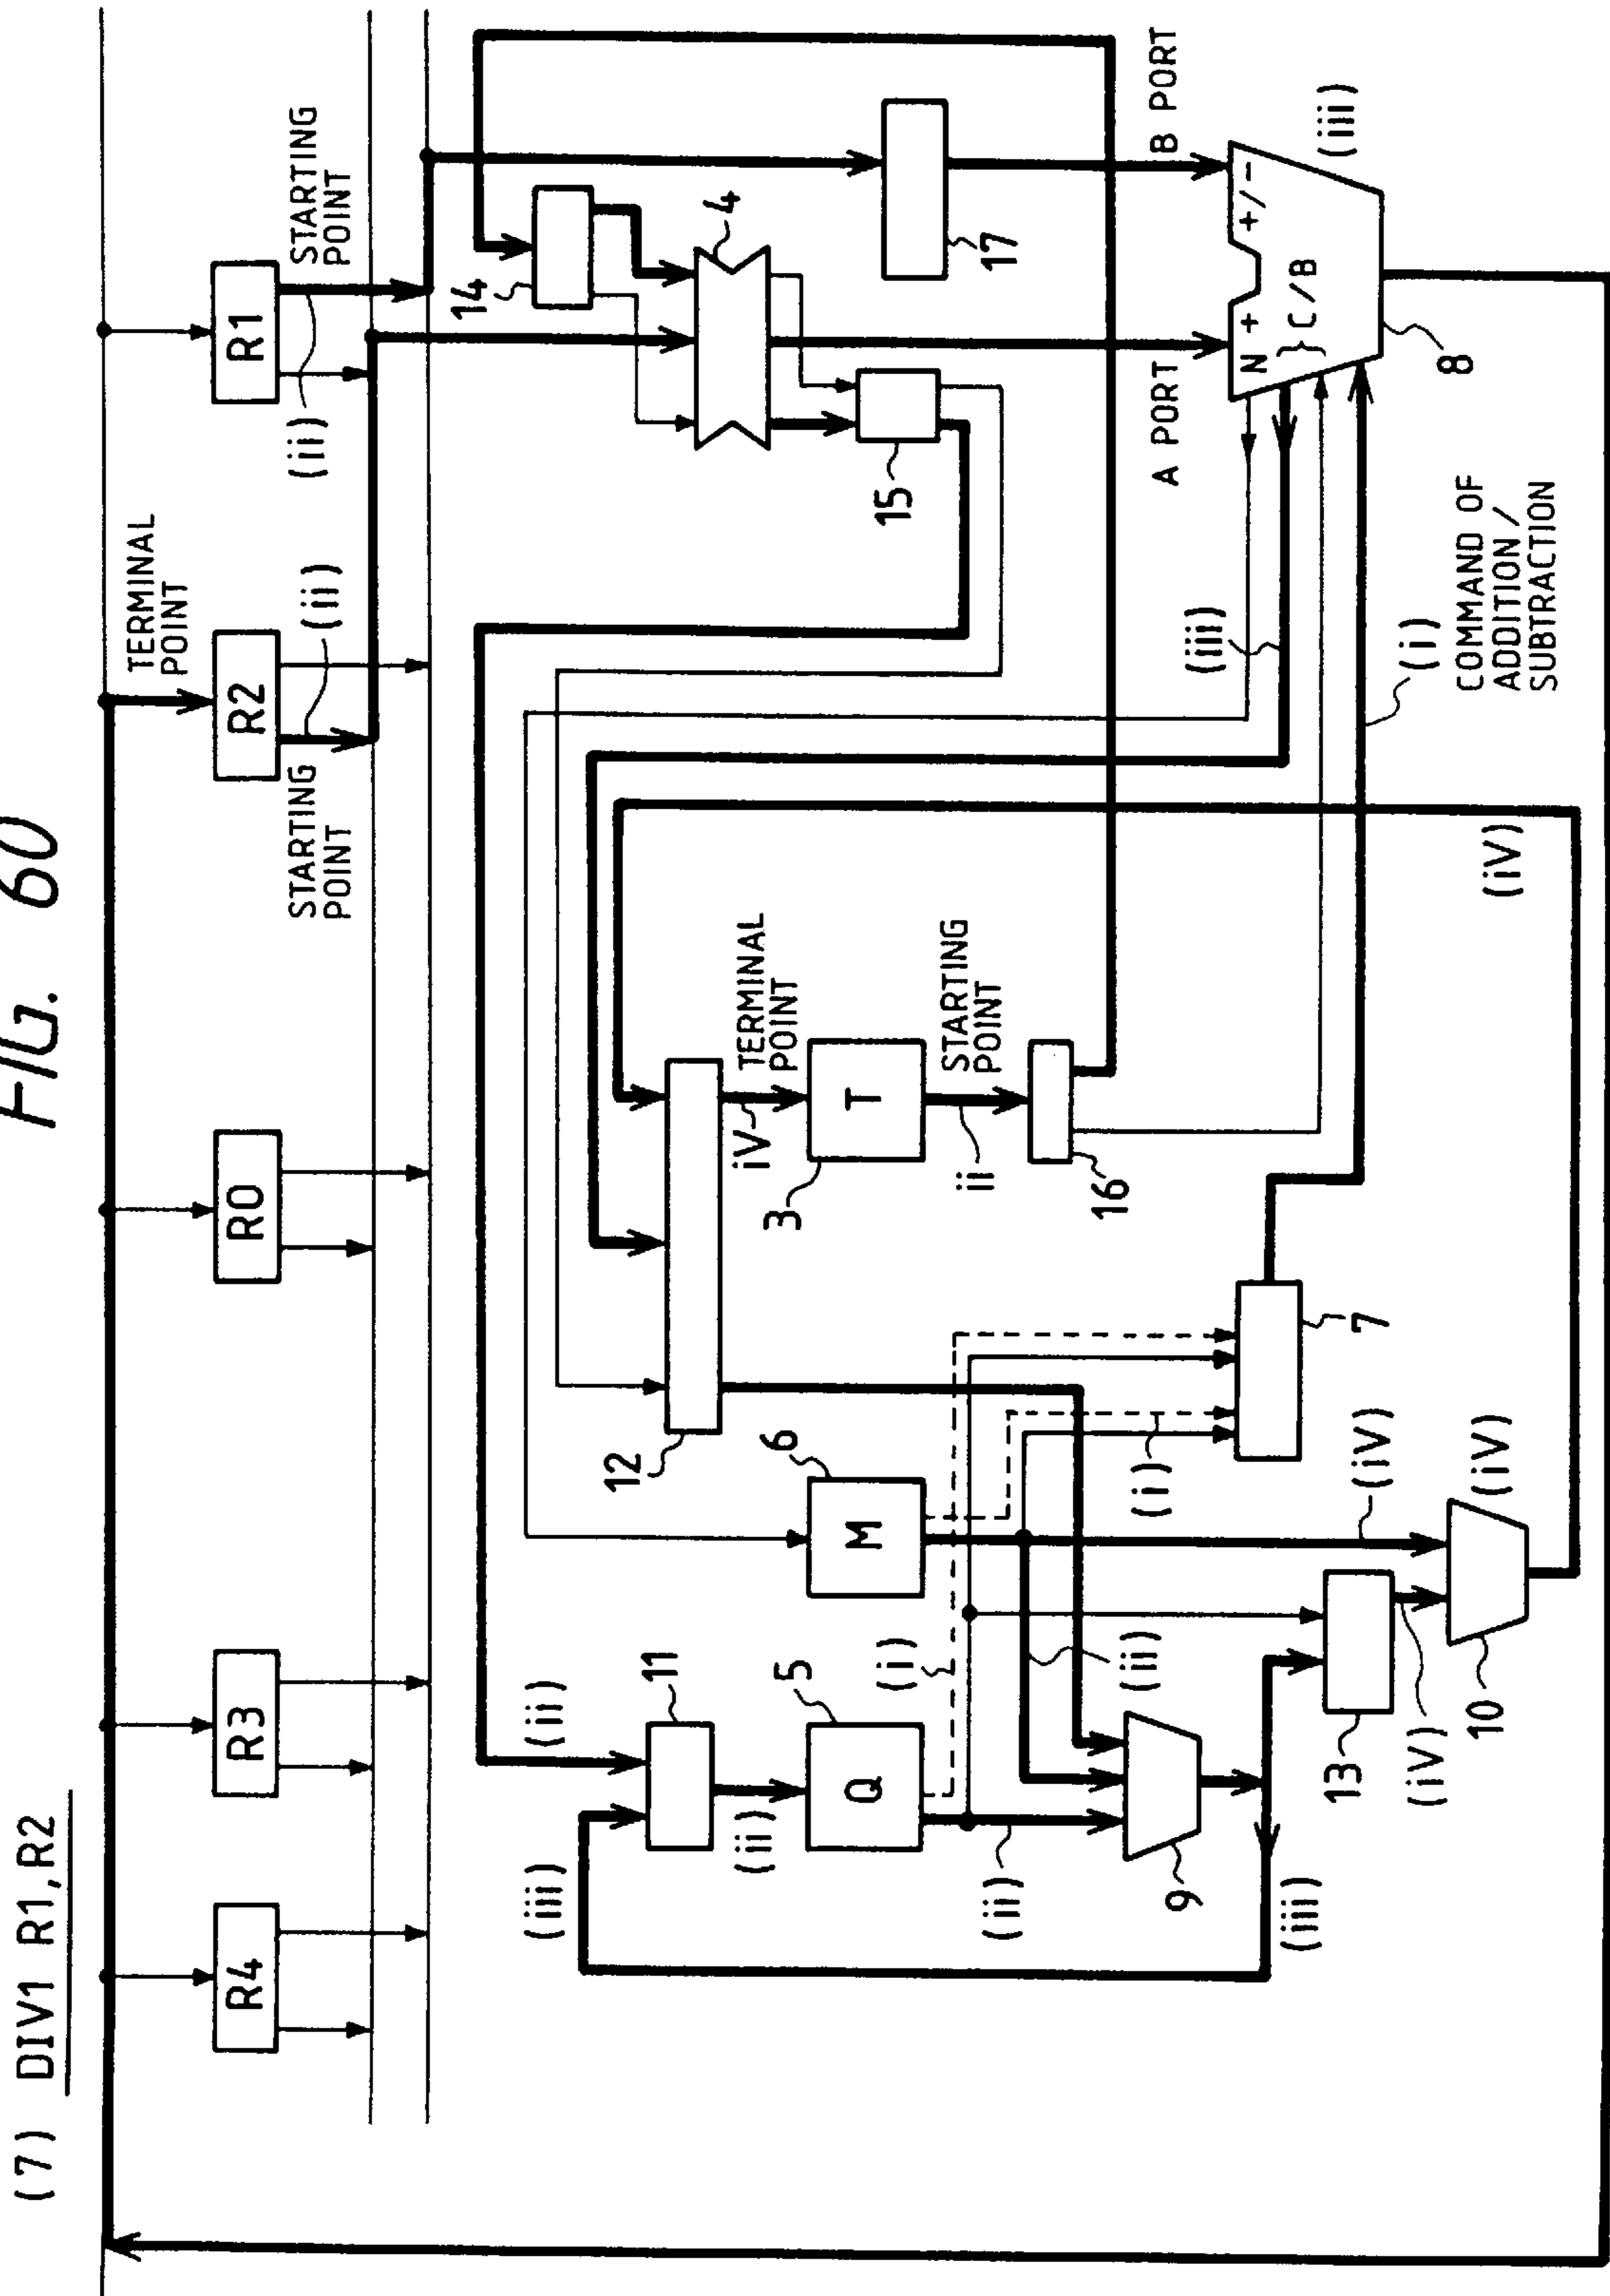 FIG. 60
(7) DIV1 R1,R2
TERMINAL
POINT
R4
R3
R0
R2
R1
STARTING
POINT
(ii)
(ii)
STARTING
POINT
14
4
(iii)
(ii)
11
(ii)
Q
5
M
6
12
iV
TERMINAL
POINT
T
3
STARTING
POINT
ii
16
15
17
A PORT
B PORT
N + +/-
} C/B
(iii)
8
(iii)
(i)
COMMAND OF
ADDITION /
SUBTRACTION
(i)
(i)
(ii)
(ii)
9
(iii)
13
(iV)
10
(iV)
(iV)
7
(iV)